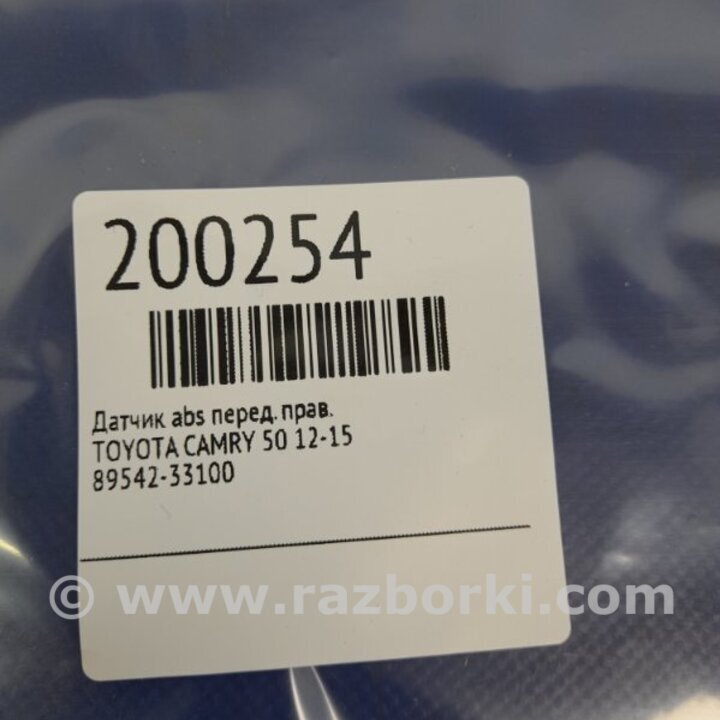 200254
Датчик abs перед. прав.
TOYOTA CAMRY 50 12-15
89542-33100
© www.razborki.com